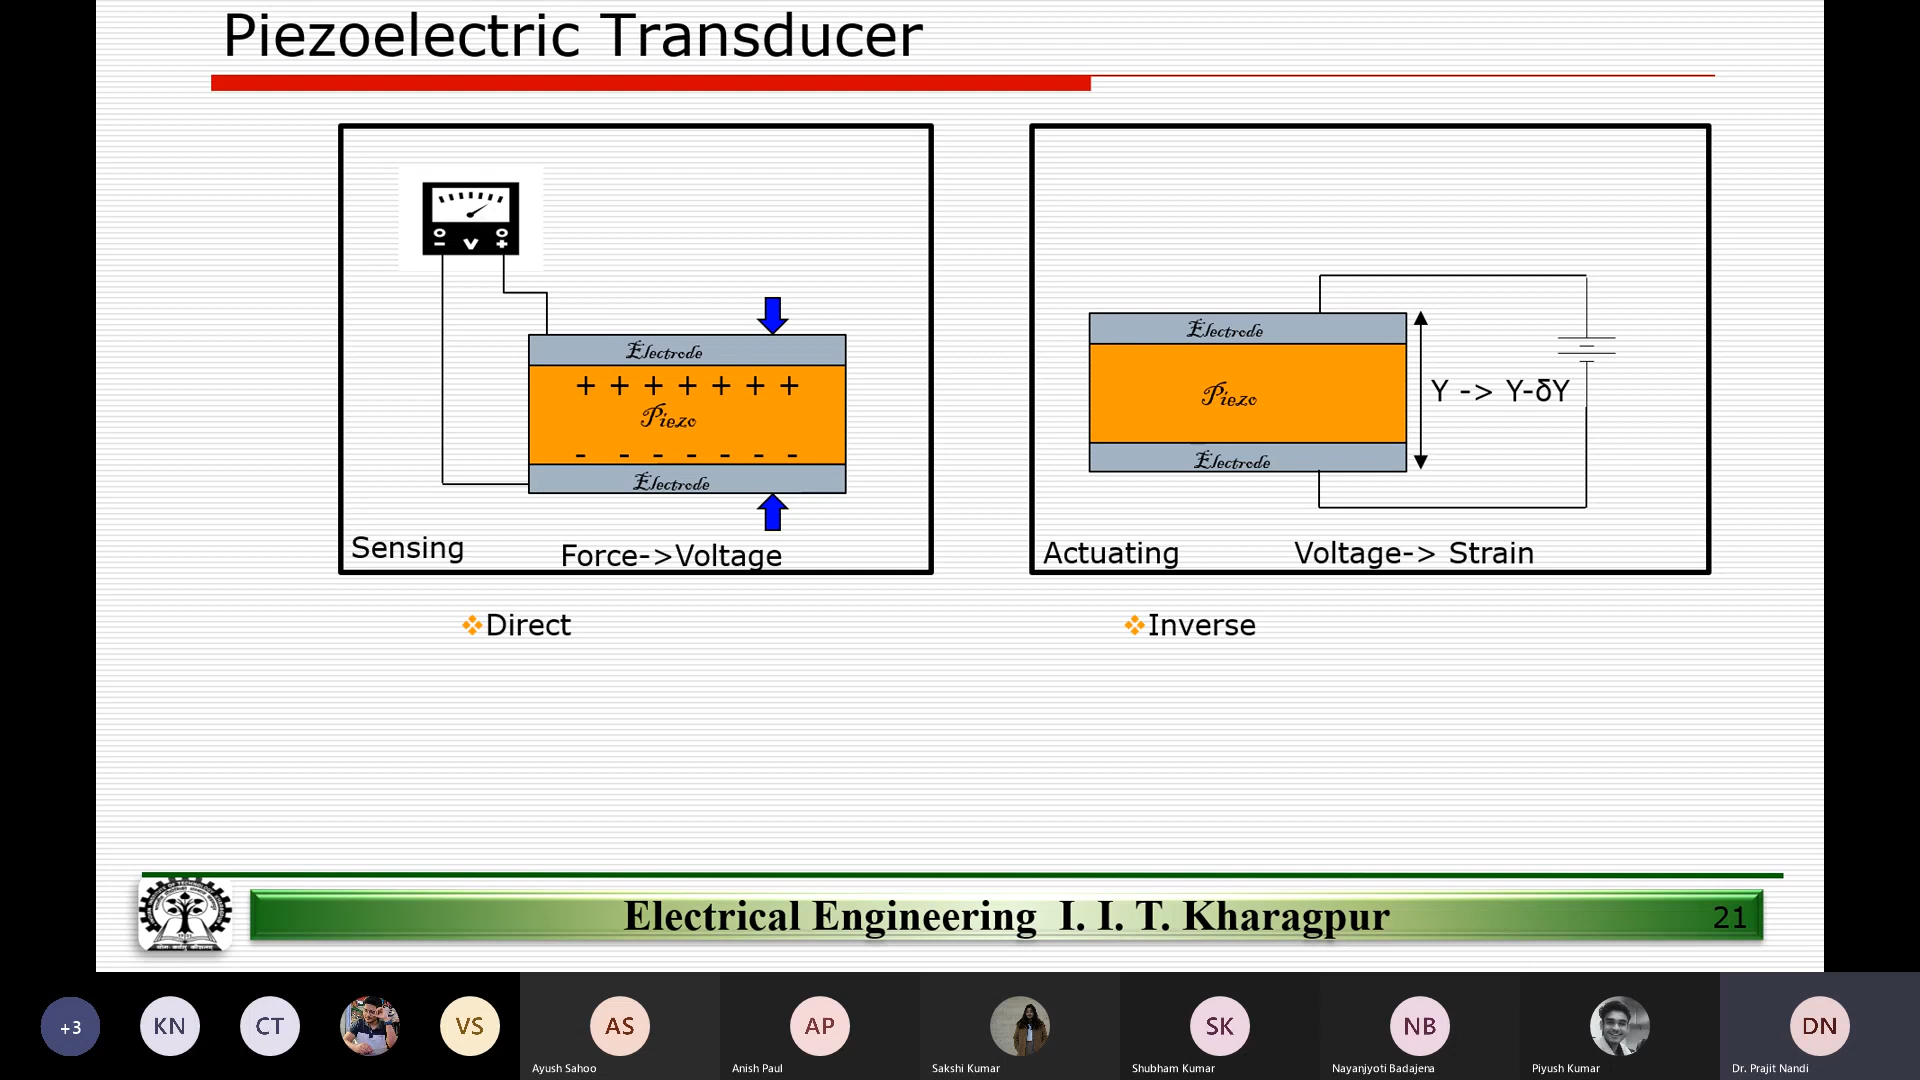 Piezoelectric Transducer
V
Electrode
+ + + + + + +
Piezo
- - - - - - -
Electrode
Sensing
Force->Voltage
Electrode
Piezo
Electrode
Y -> Y-δY
Actuating
Voltage-> Strain
Direct
Inverse
Electrical Engineering I. I. T. Kharagpur
21
+3
KN
CT
VS
AS
AP
SK
NB
DN
Ayush Sahoo
Anish Paul
Sakshi Kumar
Shubham Kumar
Nayanjyoti Badajena
Piyush Kumar
Dr. Prajit Nandi